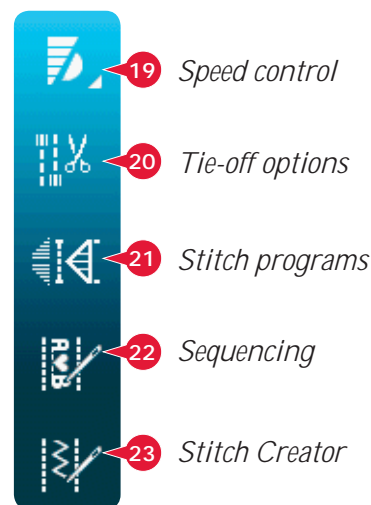 19 Speed control
20 Tie-off options
21 Stitch programs
A♥B
22 Sequencing
23 Stitch Creator